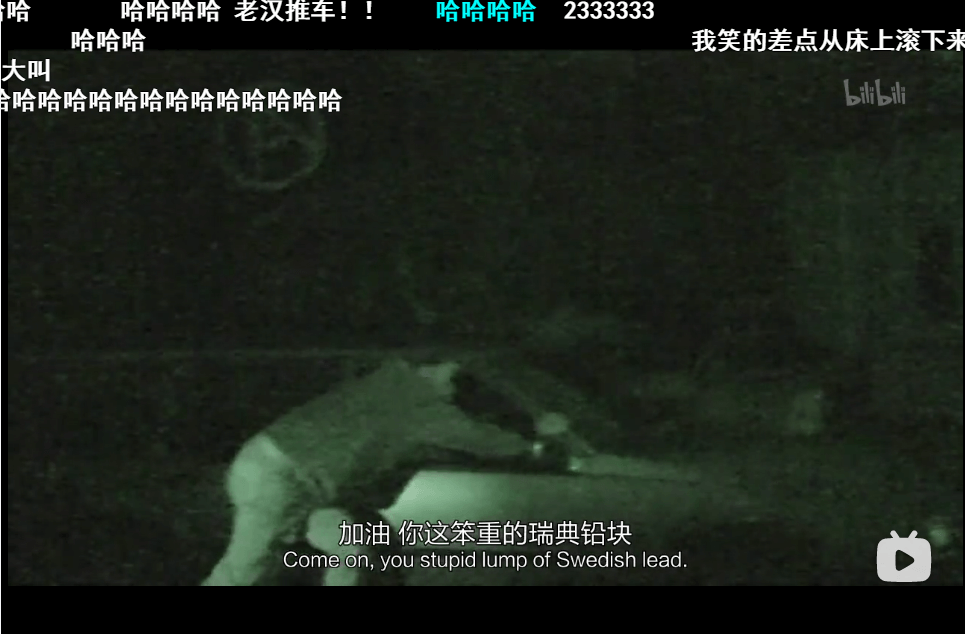 哈 哈哈哈哈 老汉推车！！ 哈哈哈哈 2333333
哈哈哈 我笑的差点从床上滚下来
大叫
哈哈哈哈哈哈哈哈哈哈哈哈哈哈
bilibili
加油 你这笨重的瑞典铅块
Come on, you stupid lump of Swedish lead.